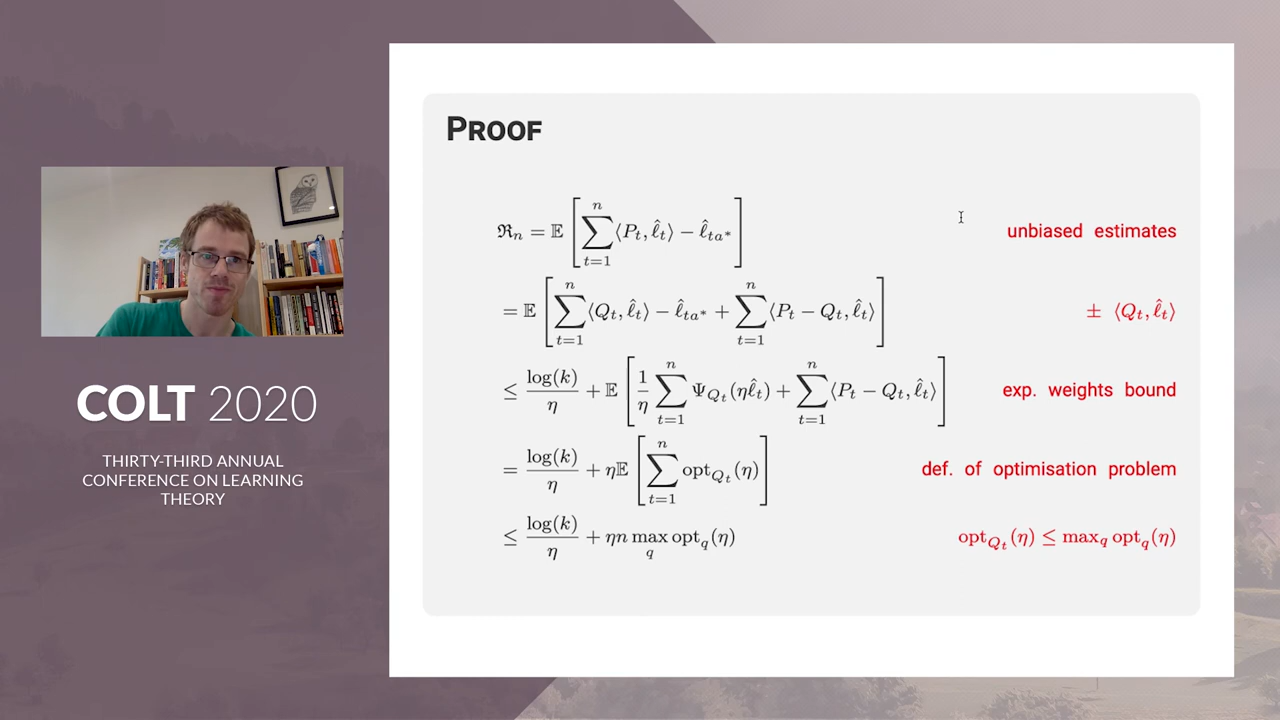 COLT 2020
THIRTY-THIRD ANNUAL
CONFERENCE ON LEARNING
THEORY
PROOF
ℜₙ = 𝔼 [ ∑_{t=1}^{n} ⟨P_t, ℓ̂_t⟩ − ℓ̂_{ta*} ] unbiased estimates
= 𝔼 [ ∑_{t=1}^{n} ⟨Q_t, ℓ̂_t⟩ − ℓ̂_{ta*} + ∑_{t=1}^{n} ⟨P_t − Q_t, ℓ̂_t⟩ ] ± ⟨Q_t, ℓ̂_t⟩
≤ log(k)/η + 𝔼 [ 1/η ∑_{t=1}^{n} Ψ_{Q_t}(ηℓ̂_t) + ∑_{t=1}^{n} ⟨P_t − Q_t, ℓ̂_t⟩ ] exp. weights bound
= log(k)/η + η𝔼 [ ∑_{t=1}^{n} opt_{Q_t}(η) ] def. of optimisation problem
≤ log(k)/η + ηn max_q opt_q(η) opt_{Q_t}(η) ≤ max_q opt_q(η)